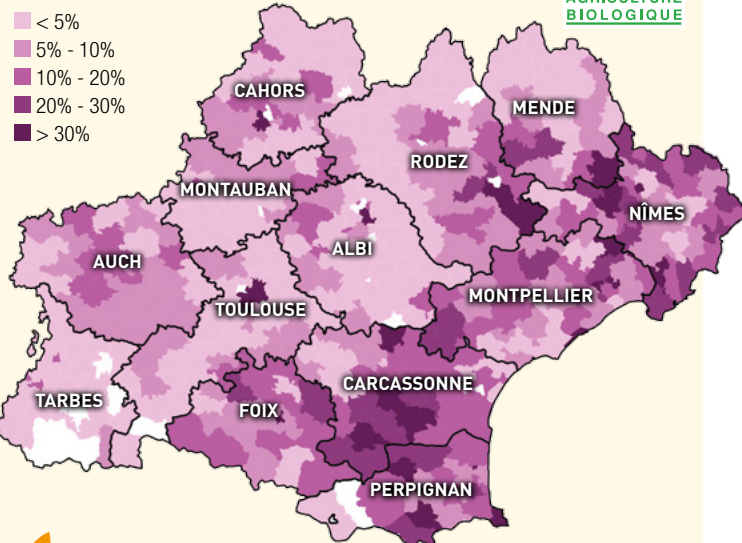 AGRICULTURE
BIOLOGIQUE
< 5%
5% - 10%
10% - 20%
20% - 30%
> 30%
CAHORS
MENDE
RODEZ
MONTAUBAN
NÎMES
ALBI
AUCH
MONTPELLIER
TOULOUSE
CARCASSONNE
TARBES
FOIX
PERPIGNAN